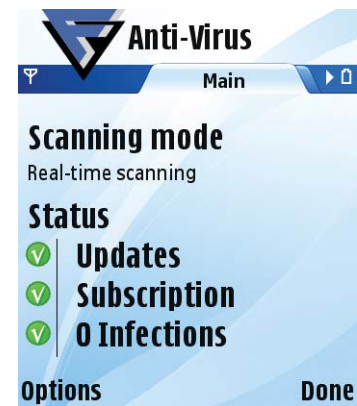 Anti-Virus
Main
Scanning mode
Real-time scanning
Status
Updates
Subscription
0 Infections
Options Done